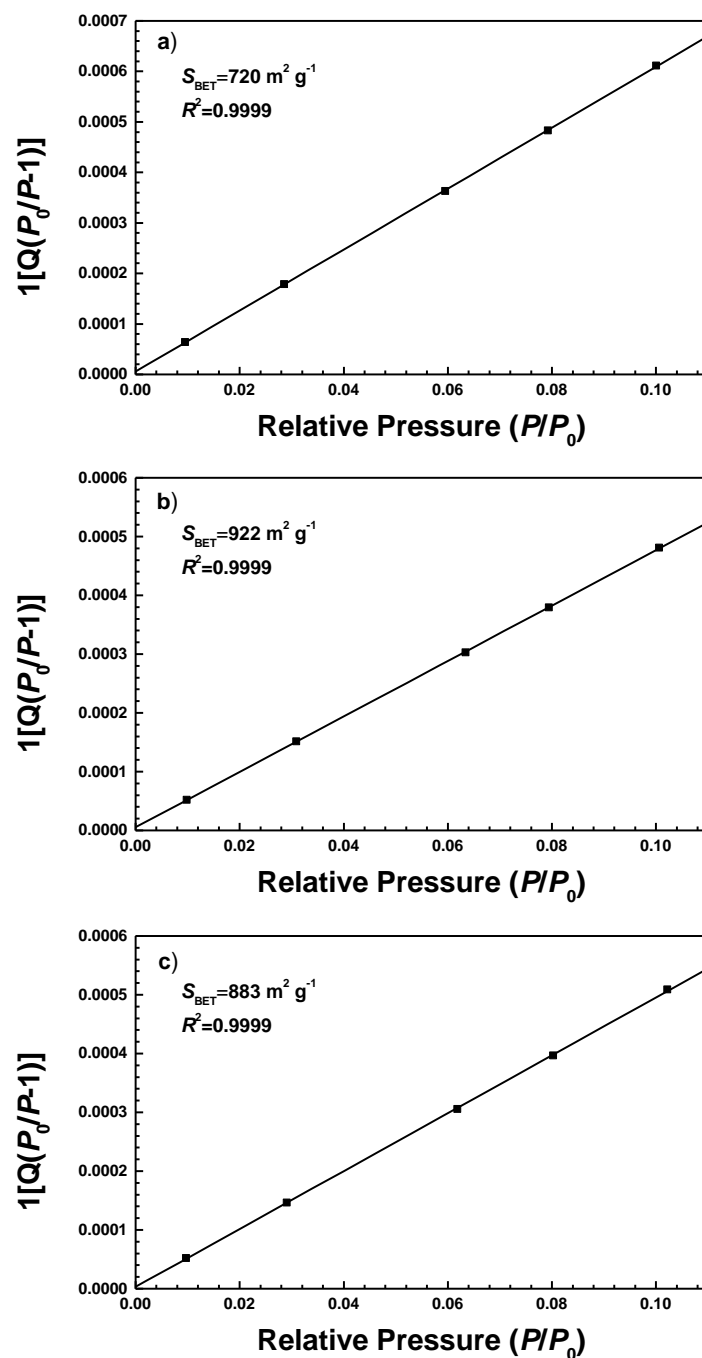 a)
S_BET=720 m² g⁻¹
R²=0.9999
0.0007
0.0006
0.0005
0.0004
0.0003
0.0002
0.0001
0.0000
1[Q(P₀/P-1)]
0.00 0.02 0.04 0.06 0.08 0.10
Relative Pressure (P/P₀)
b)
S_BET=922 m² g⁻¹
R²=0.9999
0.0006
0.0005
0.0004
0.0003
0.0002
0.0001
0.0000
1[Q(P₀/P-1)]
0.00 0.02 0.04 0.06 0.08 0.10
Relative Pressure (P/P₀)
c)
S_BET=883 m² g⁻¹
R²=0.9999
0.0006
0.0005
0.0004
0.0003
0.0002
0.0001
0.0000
1[Q(P₀/P-1)]
0.00 0.02 0.04 0.06 0.08 0.10
Relative Pressure (P/P₀)